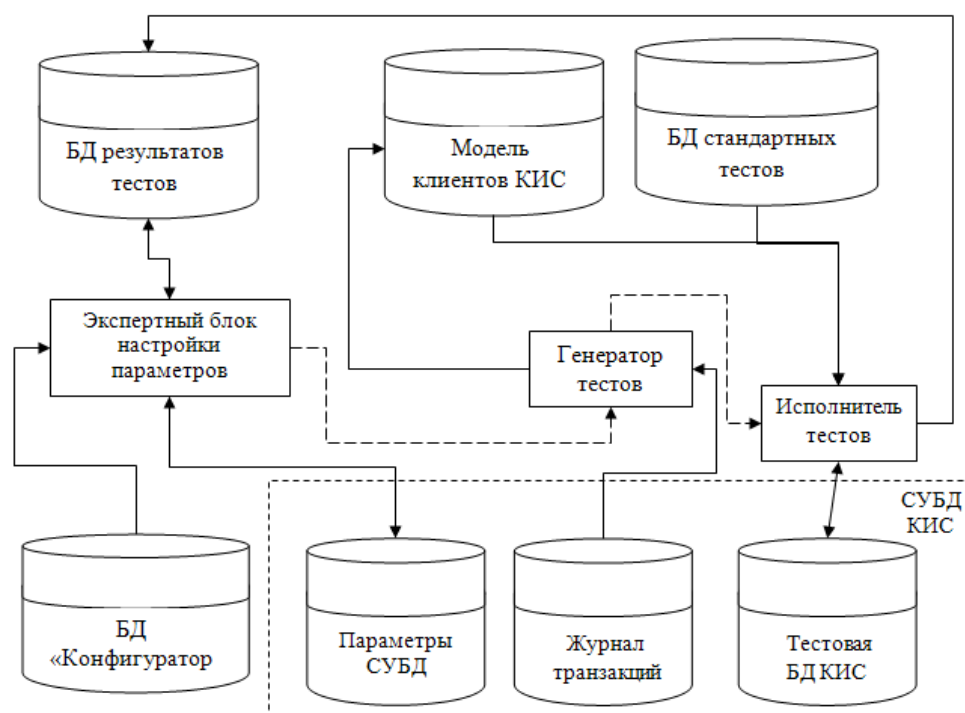 БД результатов
тестов
Модель
клиентов КИС
БД стандартных
тестов
Экспертный блок
настройки
параметров
Генератор
тестов
Исполнитель
тестов
СУБД
КИС
БД
«Конфигуратор
Параметры
СУБД
Журнал
транзакций
Тестовая
БД КИС